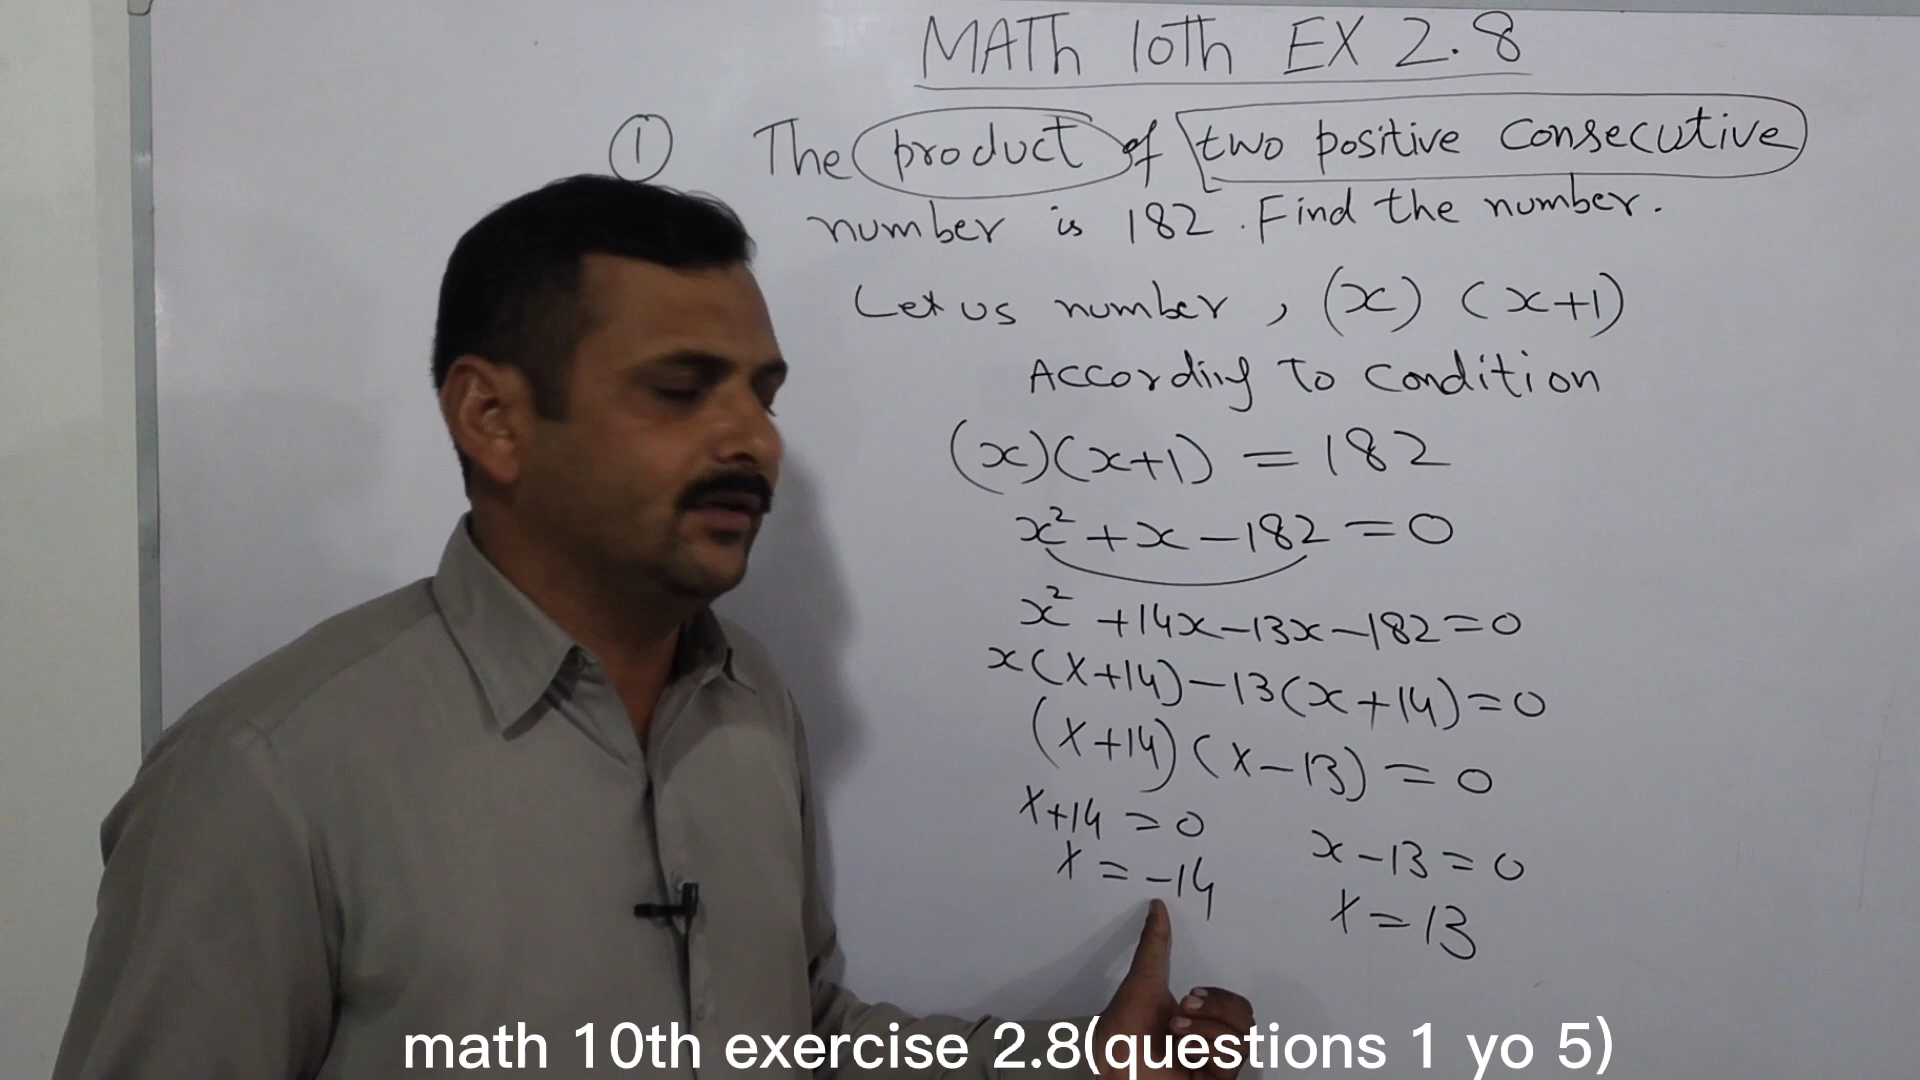 MATh 10th EX 2.8
① The product of two positive Consecutive
number is 182. Find the number.
Let us number, (x) (x+1)
According To Condition
(x)(x+1) = 182
x² + x - 182 = 0
x² + 14x - 13x - 182 = 0
x(x+14) - 13(x+14) = 0
(x+14) (x-13) = 0
x+14 = 0
x-13 = 0
x = -14
x = 13
math 10th exercise 2.8(questions 1 yo 5)